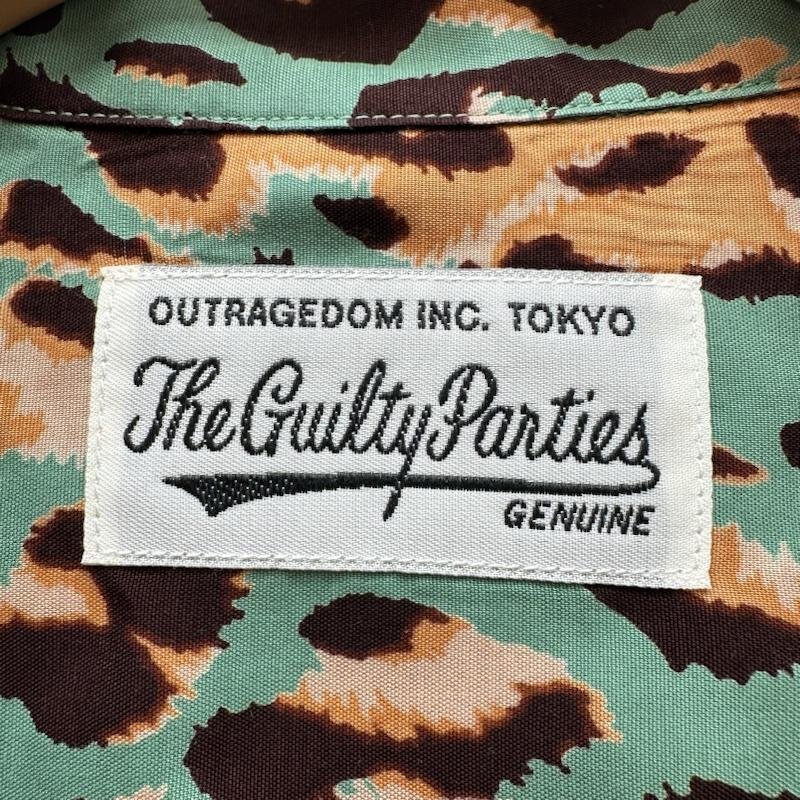 OUTRAGEDOM INC. TOKYO
The Guilty Parties
GENUINE